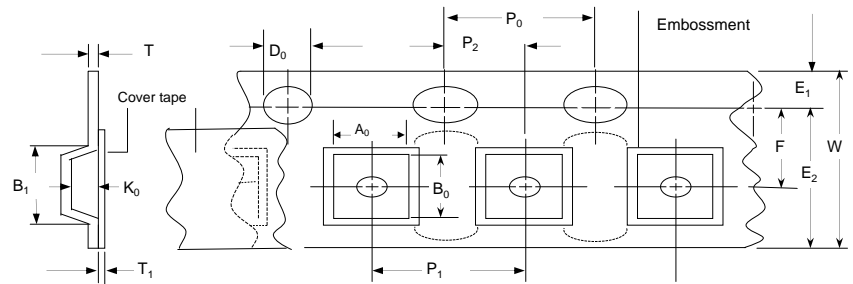 P0
Embossment
T
D0
P2
E1
Cover tape
A0
F
W
B1
K0
B0
E2
T1
P1